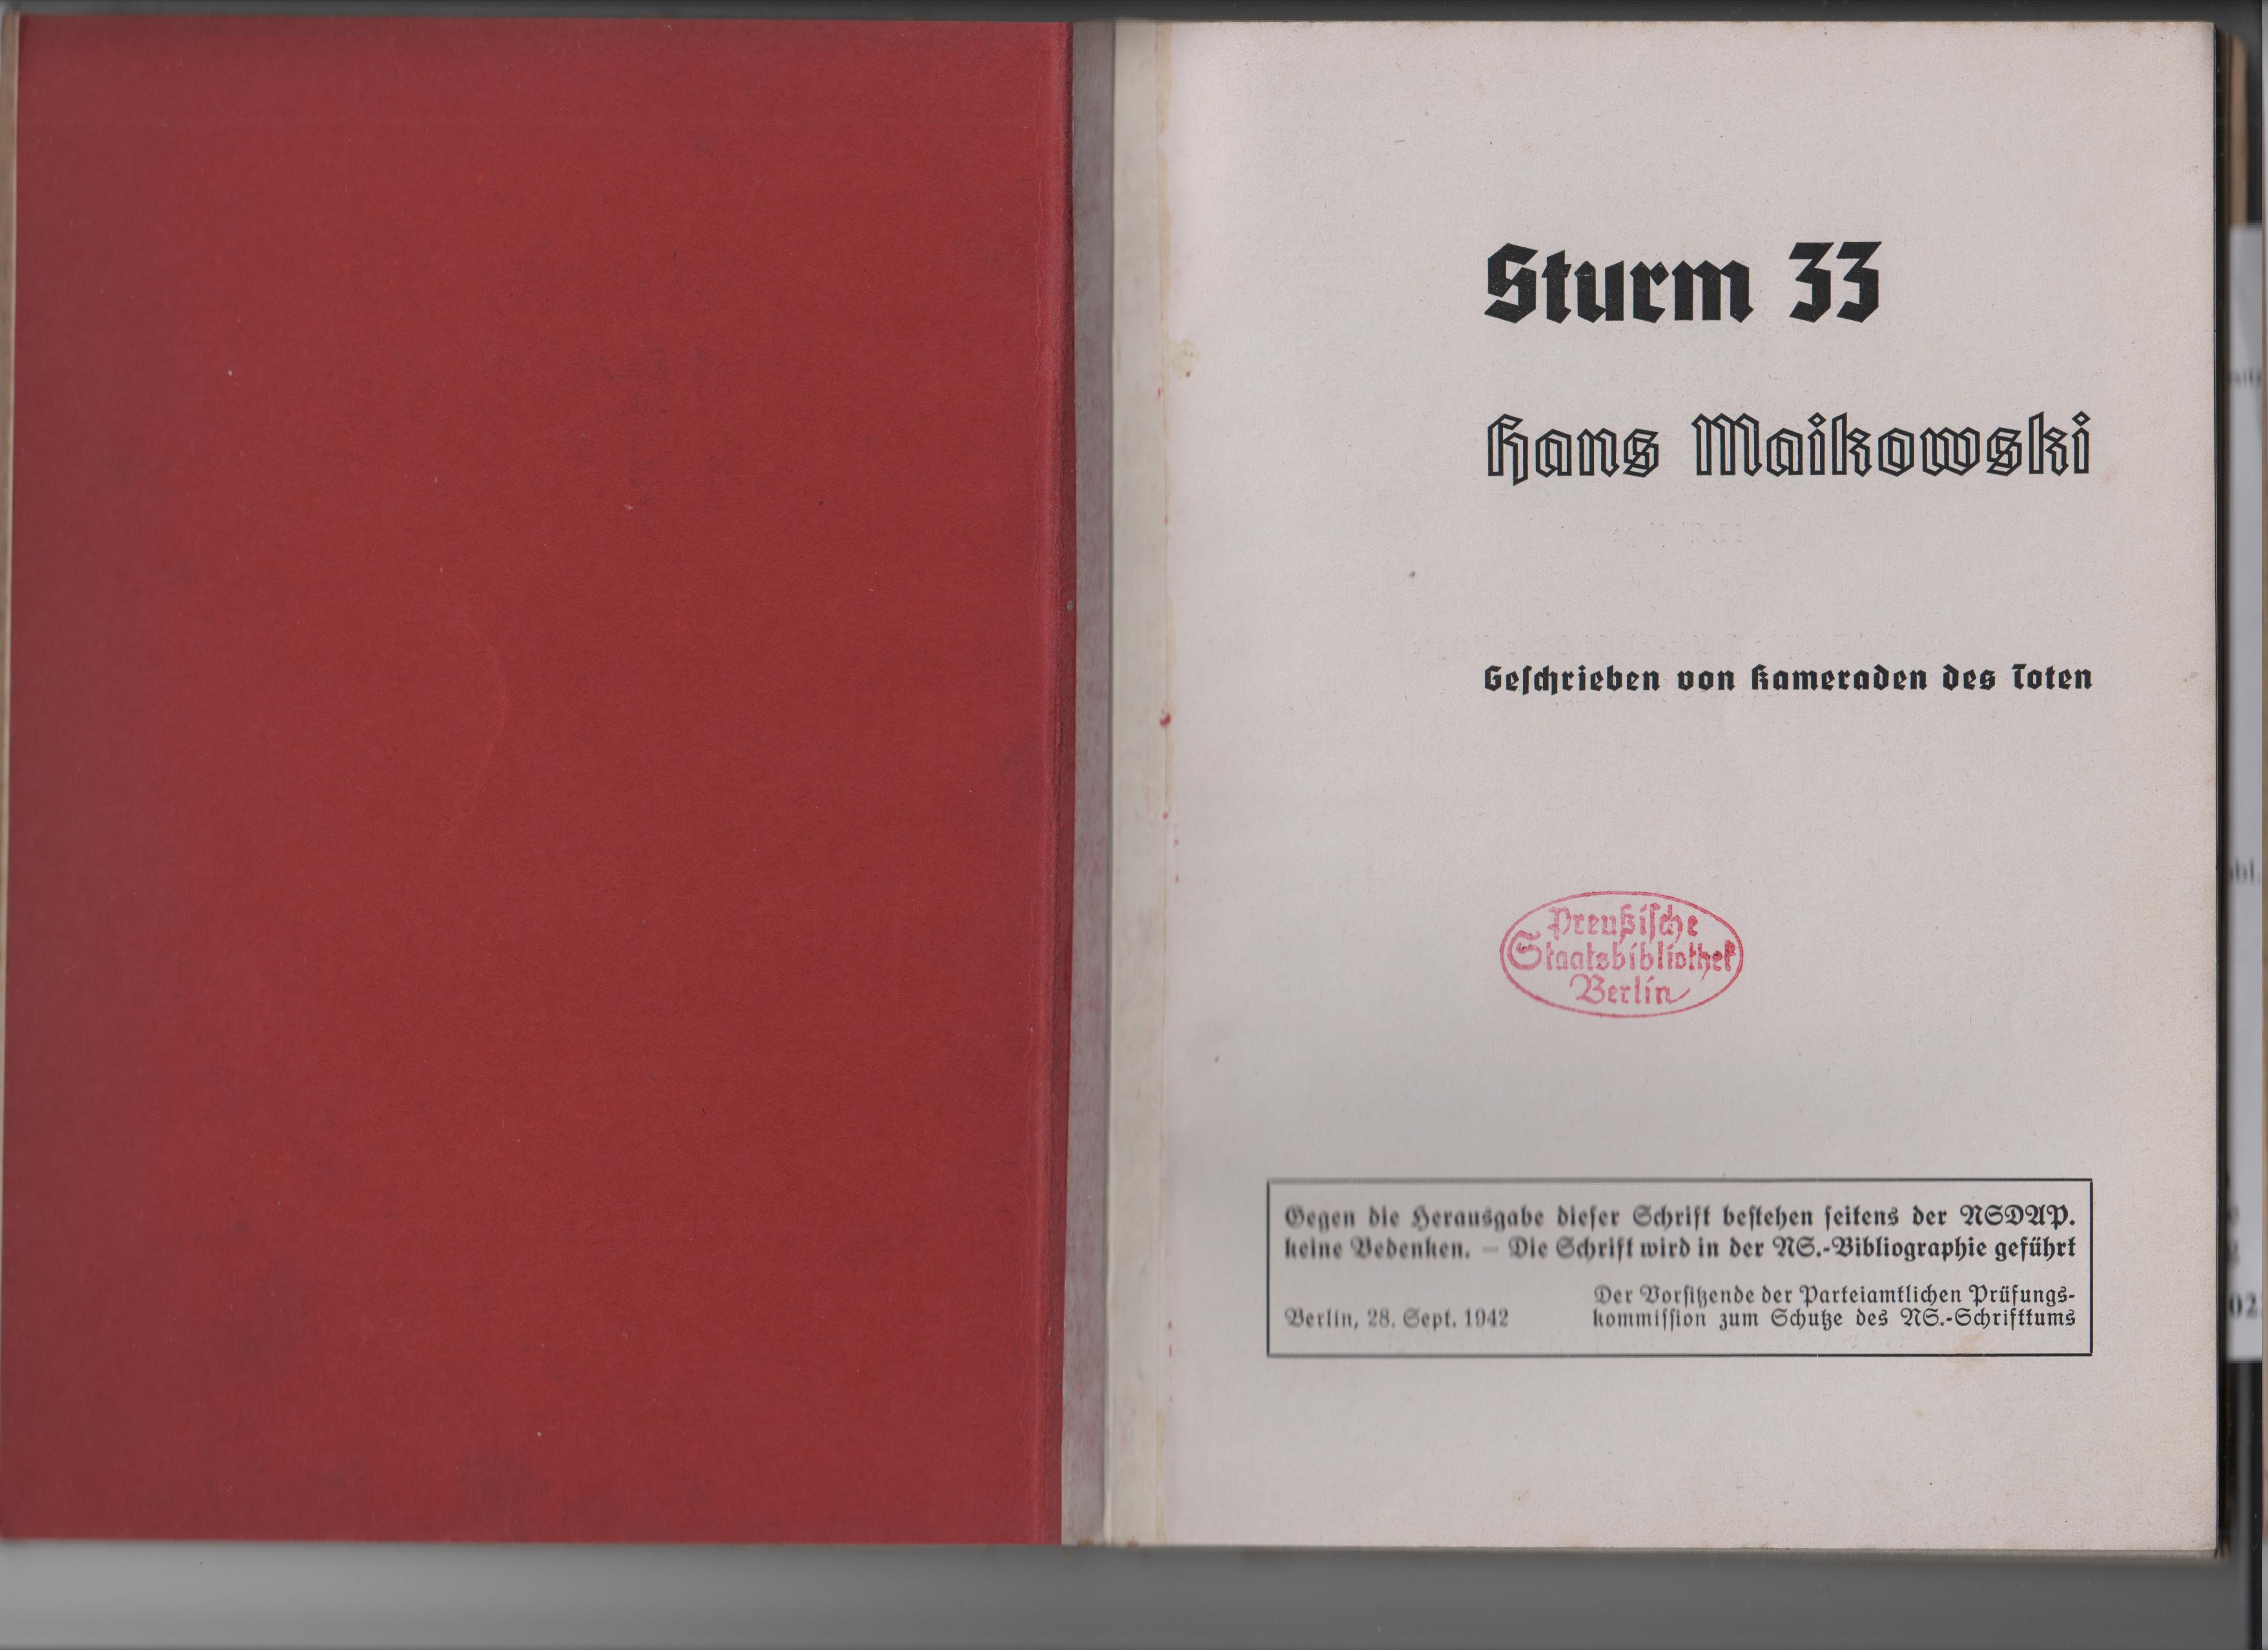 Sturm 33
Hans Maikowski
Geschrieben von Kameraden des Toten
Preußische
Staatsbibliothek
Berlin
Gegen die Herausgabe dieser Schrift bestehen seitens der NSDAP.
keine Bedenken. – Die Schrift wird in der NS.-Bibliographie geführt
Der Vorsitzende der Parteiamtlichen Prüfungs-
Berlin, 28. Sept. 1942 kommission zum Schutze des NS.-Schrifttums